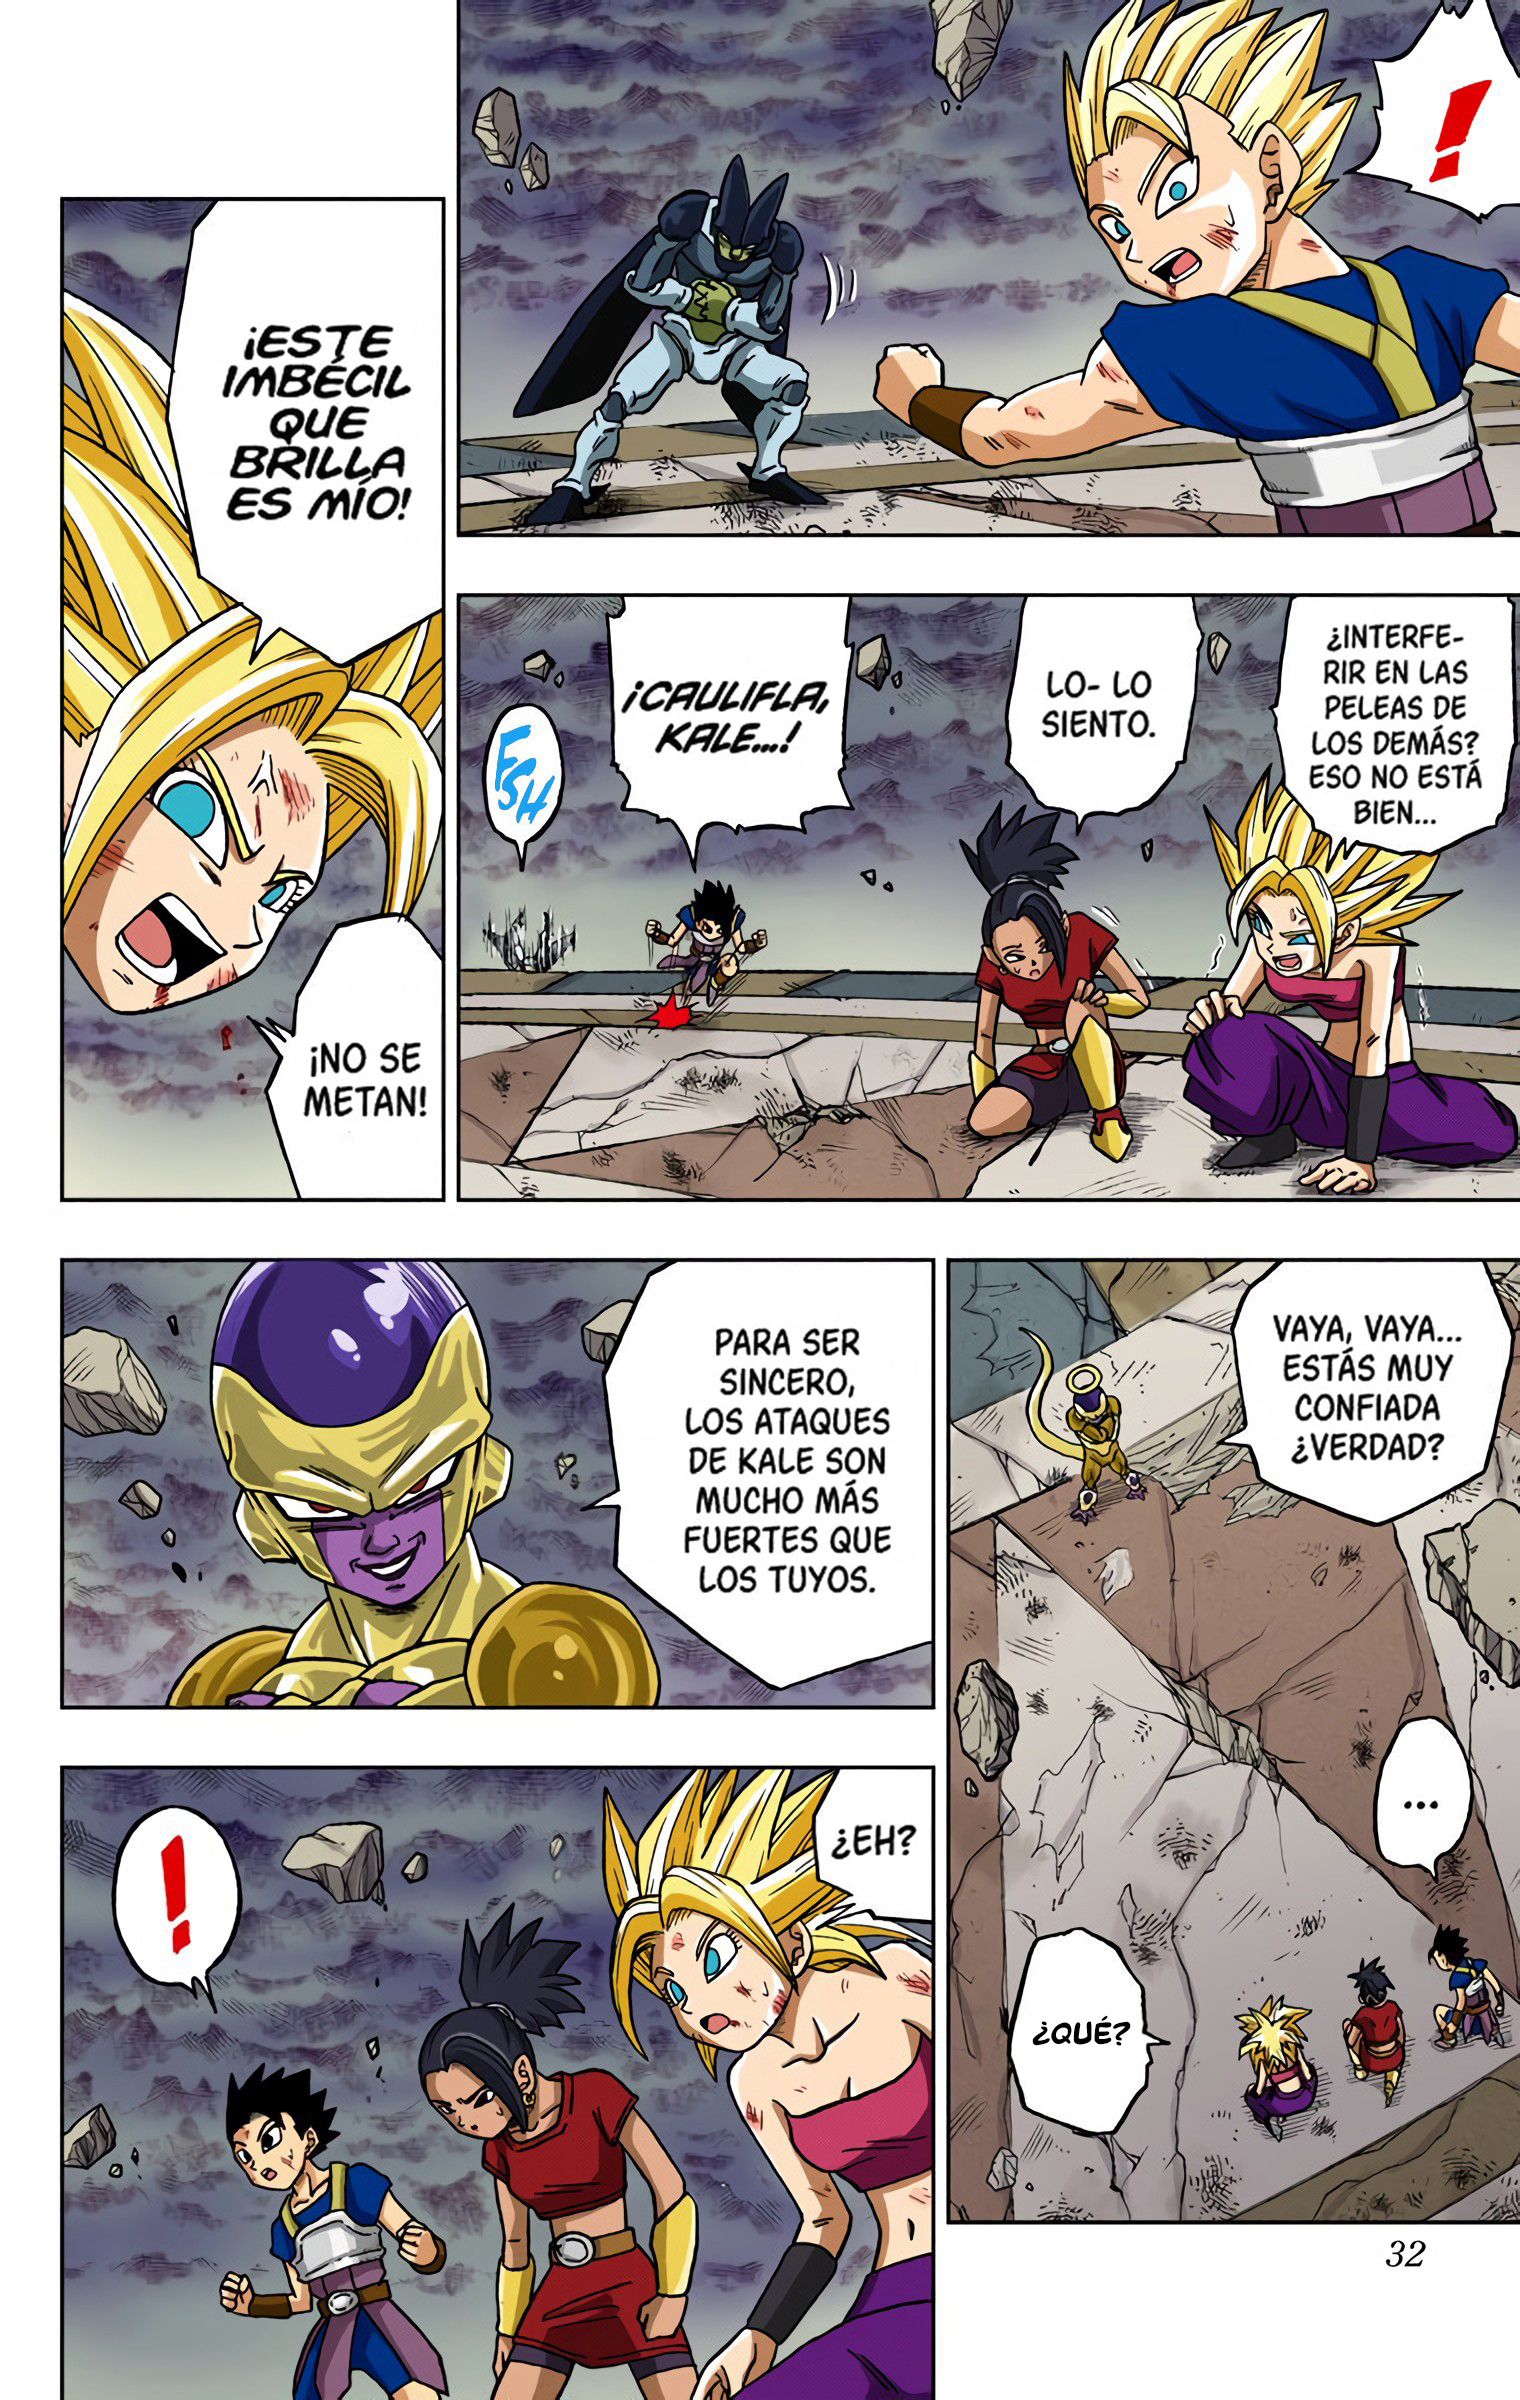 !
¿INTERFE-
RIR EN LAS
PELEAS DE
LOS DEMÁS?
ESO NO ESTÁ
BIEN...
LO- LO
SIENTO.
¡CAULIFLA,
KALE...!
FSH
¡ESTE
IMBÉCIL
QUE
BRILLA
ES MÍO!
¡NO SE
METAN!
VAYA, VAYA...
ESTÁS MUY
CONFIADA
¿VERDAD?
...
¿QUÉ?
PARA SER
SINCERO,
LOS ATAQUES
DE KALE SON
MUCHO MÁS
FUERTES QUE
LOS TUYOS.
¿EH?
!
32